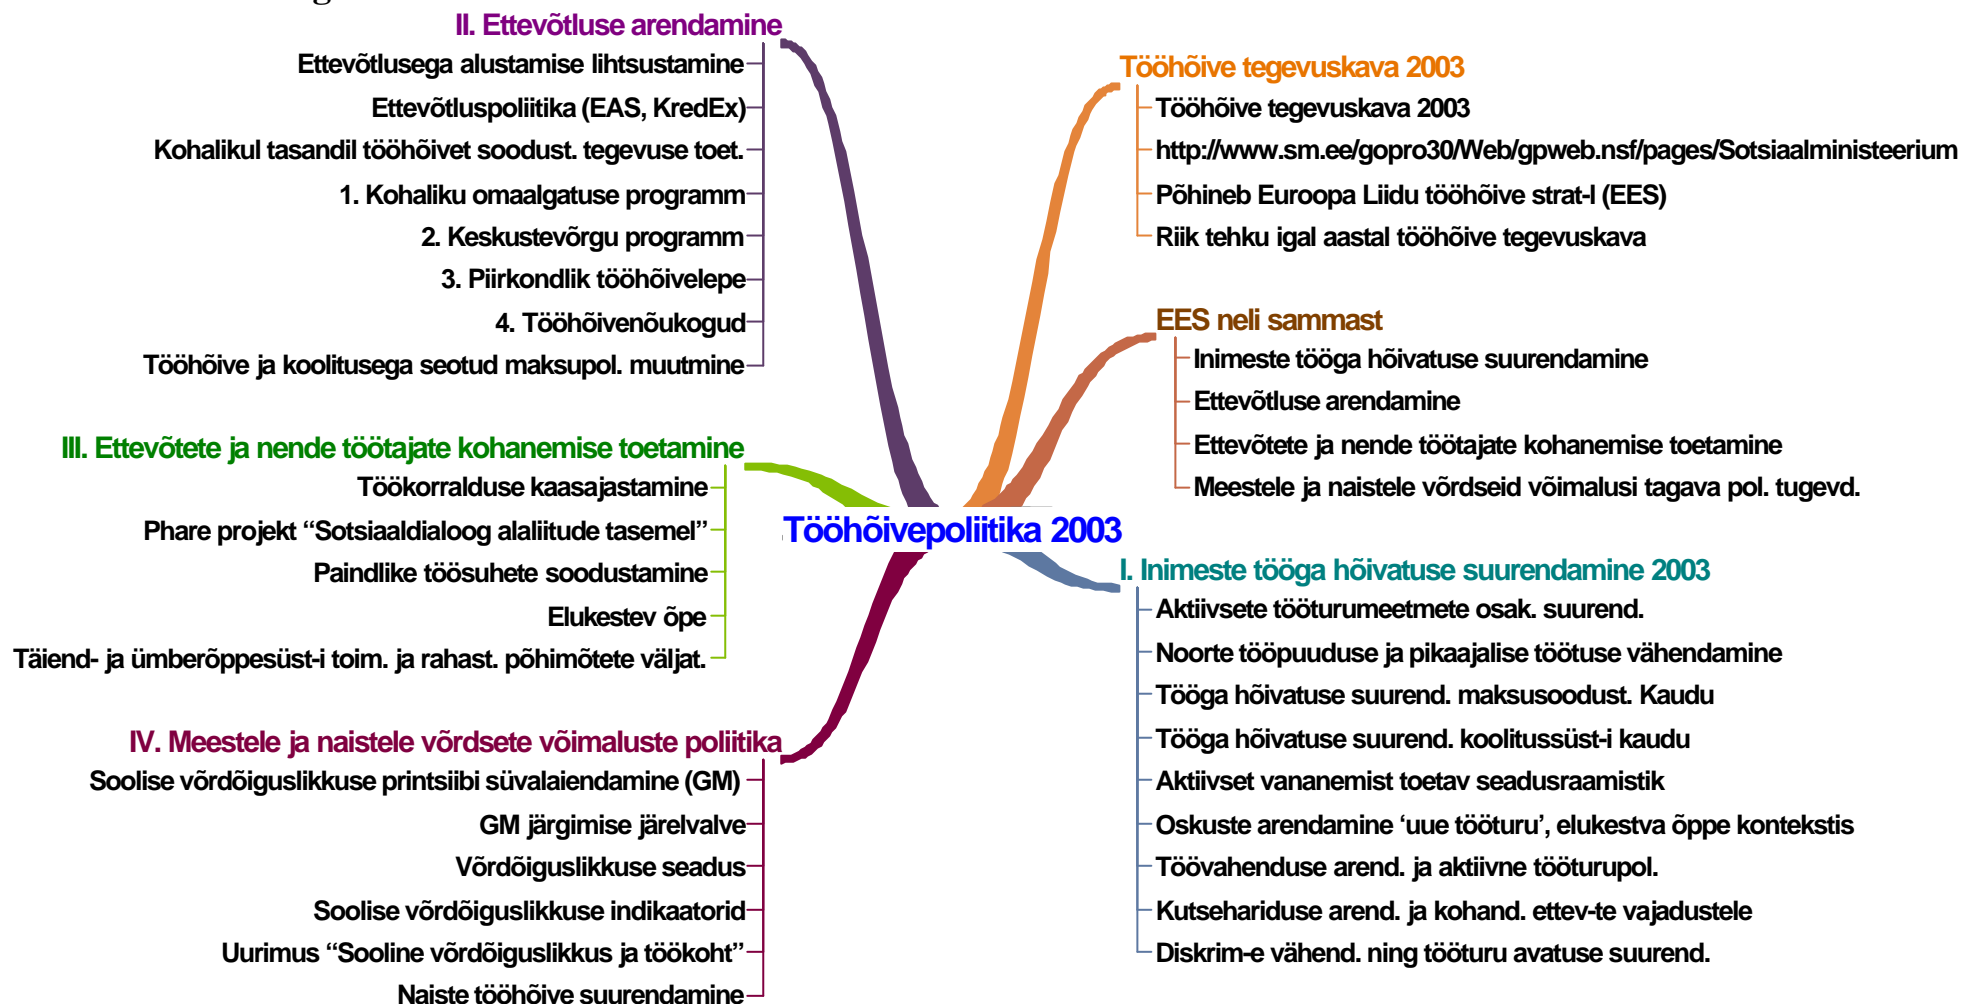 II. Ettevõtluse arendamine
Ettevõtlusega alustamise lihtsustamine
Ettevõtluspoliitika (EAS, KredEx)
Kohalikul tasandil tööhõivet soodust. tegevuse toet.
1. Kohaliku omaalgatuse programm
2. Keskustevõrgu programm
3. Piirkondlik tööhõivelepe
4. Tööhõivenõukogud
Tööhõive ja koolitusega seotud maksupol. muutmine
III. Ettevõtete ja nende töötajate kohanemise toetamine
Töökorralduse kaasajastamine
Phare projekt “Sotsiaaldialoog alaliitude tasemel”
Paindlike töösuhete soodustamine
Elukestev õpe
Täiend- ja ümberõppesüst-i toim. ja rahast. põhimõtete väljat.
IV. Meestele ja naistele võrdsete võimaluste poliitika
Soolise võrdõiguslikkuse printsiibi süvalaiendamine (GM)
GM järgimise järelvalve
Võrdõiguslikkuse seadus
Soolise võrdõiguslikkuse indikaatorid
Uurimus “Sooline võrdõiguslikkus ja töökoht”
Naiste tööhõive suurendamine
Tööhõivepoliitika 2003
Tööhõive tegevuskava 2003
Tööhõive tegevuskava 2003
http://www.sm.ee/gopro30/Web/gpweb.nsf/pages/Sotsiaalministeerium
Põhineb Euroopa Liidu tööhõive strat-l (EES)
Riik tehku igal aastal tööhõive tegevuskava
EES neli sammast
Inimeste tööga hõivatuse suurendamine
Ettevõtluse arendamine
Ettevõtete ja nende töötajate kohanemise toetamine
Meestele ja naistele võrdseid võimalusi tagava pol. tugevd.
I. Inimeste tööga hõivatuse suurendamine 2003
Aktiivsete tööturumeetmete osak. suurend.
Noorte tööpuuduse ja pikaajalise töötuse vähendamine
Tööga hõivatuse suurend. maksusoodust. Kaudu
Tööga hõivatuse suurend. koolitussüst-i kaudu
Aktiivset vananemist toetav seadusraamistik
Oskuste arendamine ‘uue tööturu’, elukestva õppe kontekstis
Töövahenduse arend. ja aktiivne tööturupol.
Kutsehariduse arend. ja kohand. ettev-te vajadustele
Diskrim-e vähend. ning tööturu avatuse suurend.